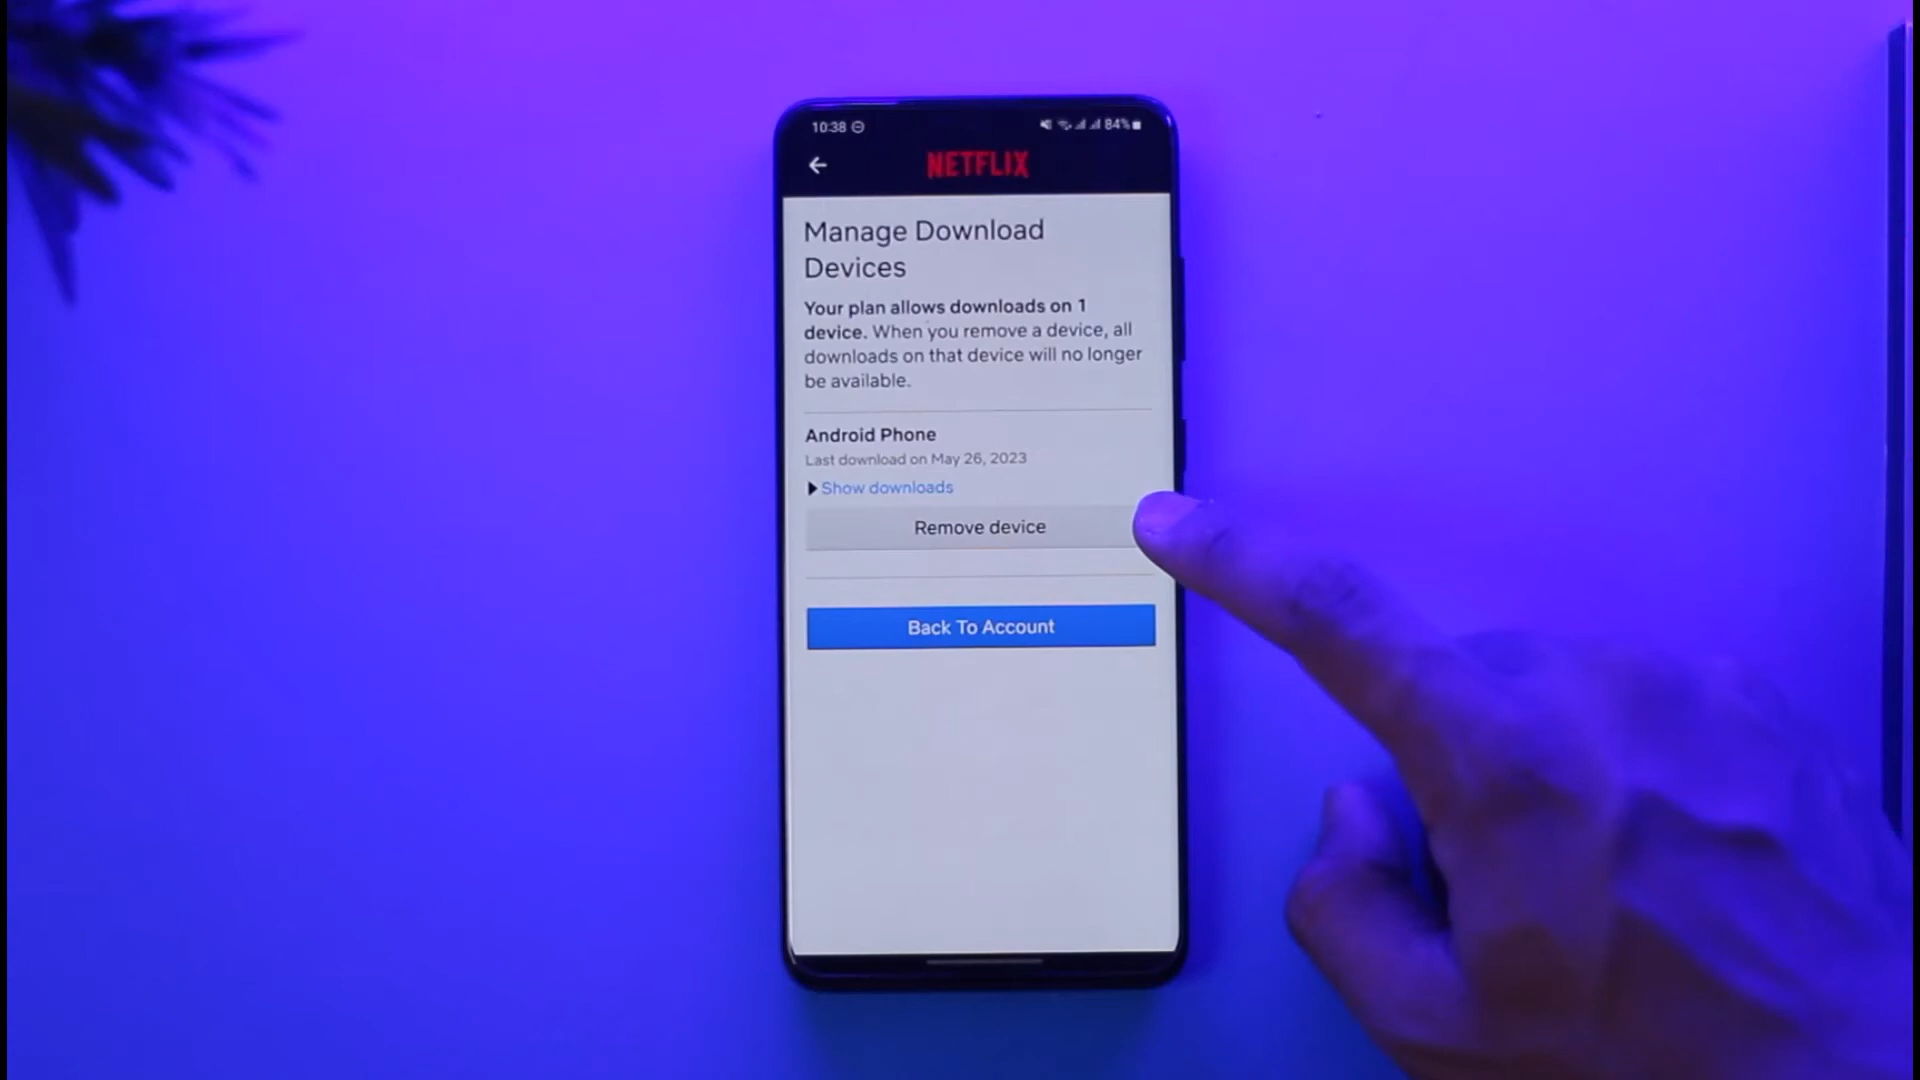 10:38
84%
NETFLIX
Manage Download
Devices
Your plan allows downloads on 1
device. When you remove a device, all
downloads on that device will no longer
be available.
Android Phone
Last download on May 26, 2023
Show downloads
Remove device
Back To Account